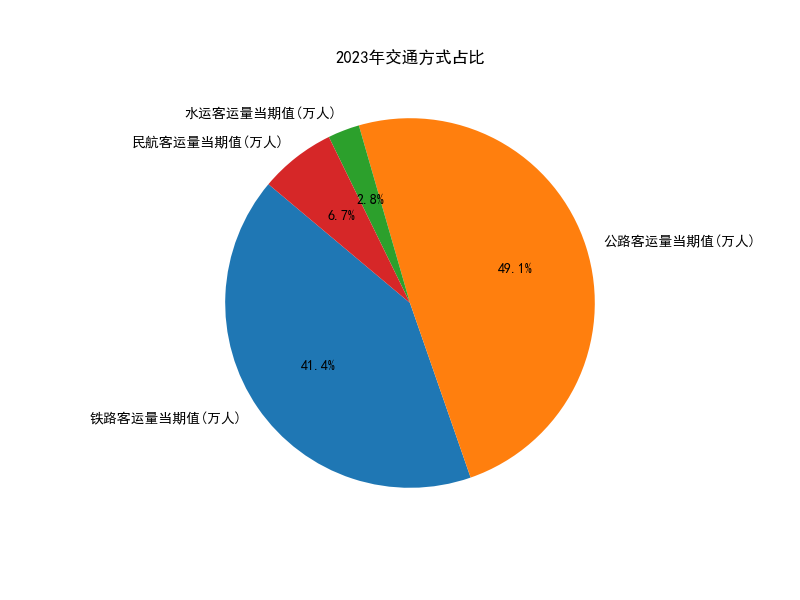 2023年交通方式占比
水运客运量当期值(万人)
民航客运量当期值(万人)
2.8%
6.7%
公路客运量当期值(万人)
49.1%
41.4%
铁路客运量当期值(万人)